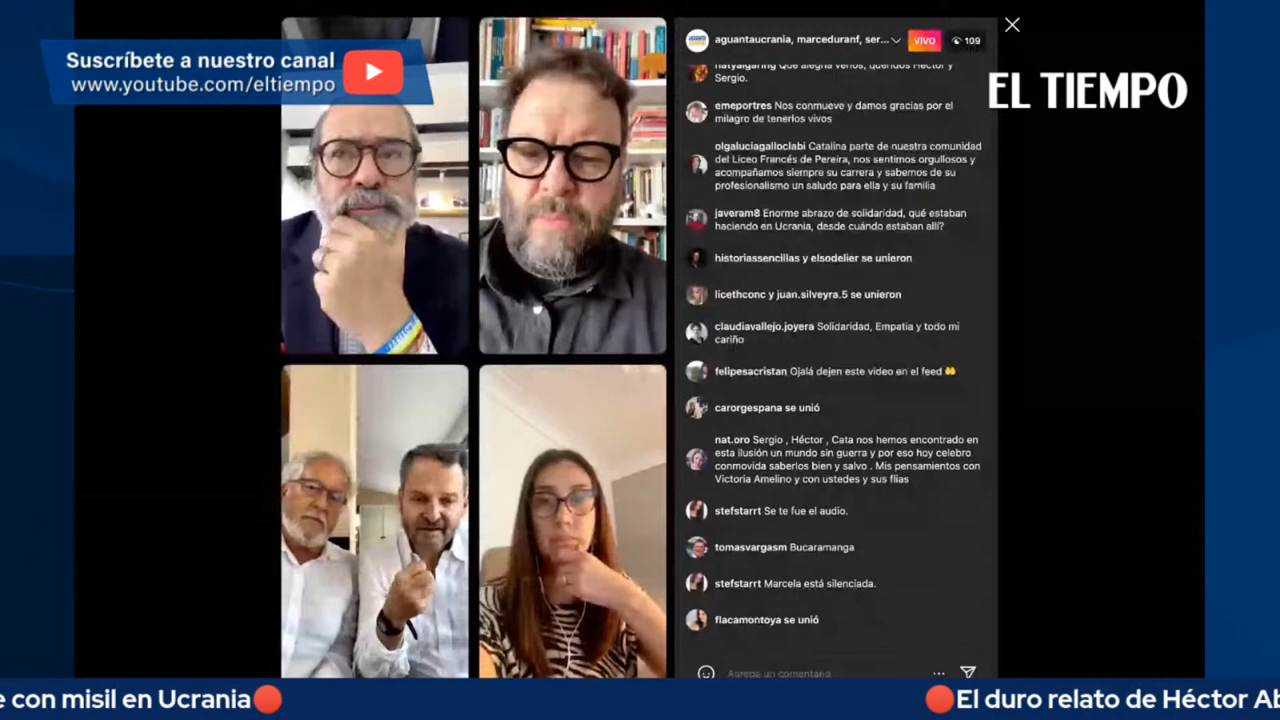 Suscríbete a nuestro canal
www.youtube.com/eltiempo
aguantaucrania, marceduranf, ser...
VIVO
109
EL TIEMPO
natyalgaring Que alegría verlos, queridos Héctor y
Sergio.
emeportres Nos conmueve y damos gracias por el
milagro de tenerlos vivos
olgaluciagallociabi Catalina parte de nuestra comunidad
del Liceo Francés de Pereira, nos sentimos orgullosos y
acompañamos siempre su carrera y sabemos de su
profesionalismo un saludo para ella y su familia
javeram8 Enorme abrazo de solidaridad, qué estaban
haciendo en Ucrania, desde cuándo estaban allí?
historiassencillas y elsodelier se unieron
licethconc y juan.silveyra.5 se unieron
claudiavallejo.joyera Solidaridad, Empatia y todo mi
cariño
felipesacristan Ojalá dejen este video en el feed 🤲
carorgespana se unió
nat.oro Sergio , Héctor , Cata nos hemos encontrado en
esta ilusión un mundo sin guerra y por eso hoy celebro
conmovida saberlos bien y salvo . Mis pensamientos con
Victoria Amelino y con ustedes y sus flias
stefstarrt Se te fue el audio.
tomasvargasm Bucaramanga
stefstarrt Marcela está silenciada.
flacamontoya se unió
Agrega un comentario
e con misil en Ucrania🔴 🔴El duro relato de Héctor Ab